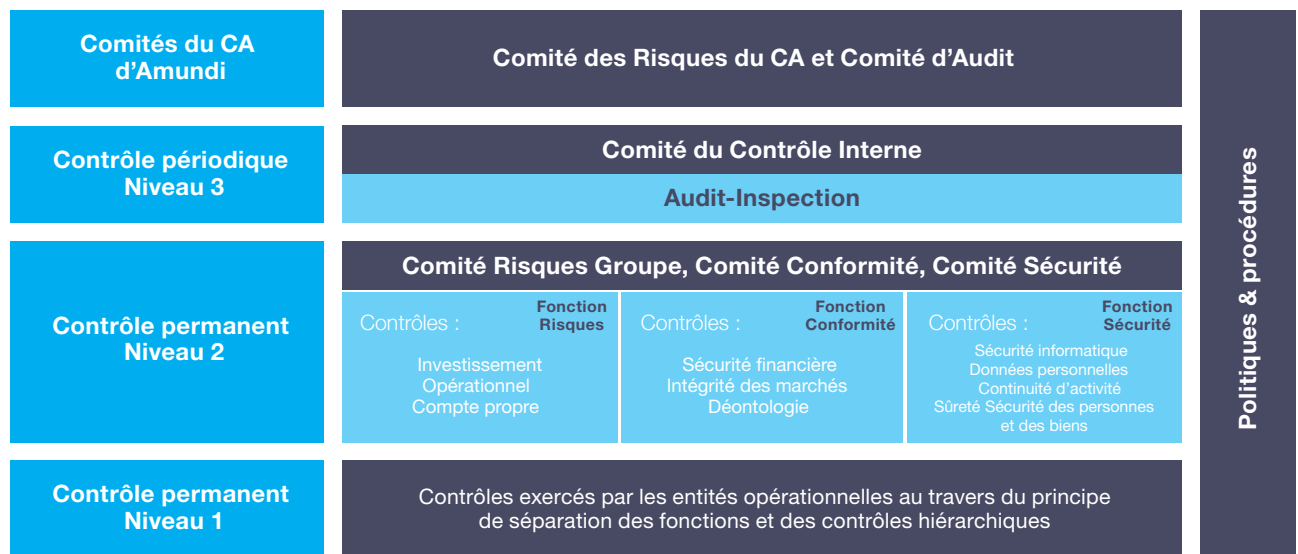 Comités du CA
d'Amundi
Comité des Risques du CA et Comité d'Audit
Contrôle périodique
Niveau 3
Comité du Contrôle Interne
Audit-Inspection
Contrôle permanent
Niveau 2
Comité Risques Groupe, Comité Conformité, Comité Sécurité
Contrôles :
Fonction
Risques
Investissement
Opérationnel
Compte propre
Contrôles :
Fonction
Conformité
Sécurité financière
Intégrité des marchés
Déontologie
Contrôles :
Fonction
Sécurité
Sécurité informatique
Données personnelles
Continuité d'activité
Sûreté Sécurité des personnes
et des biens
Contrôle permanent
Niveau 1
Contrôles exercés par les entités opérationnelles au travers du principe
de séparation des fonctions et des contrôles hiérarchiques
Politiques & procédures